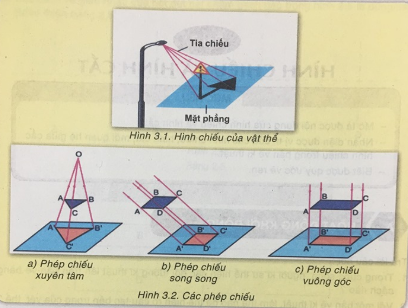 Tia chiếu
Mặt phẳng
Hình 3.1. Hình chiếu của vật thể
O
A B
C
A' B'
C'
a) Phép chiếu
xuyên tâm
B C
A D
B' C'
A' D'
b) Phép chiếu
song song
B C
A D
B' C'
A' D'
c) Phép chiếu
vuông góc
Hình 3.2. Các phép chiếu